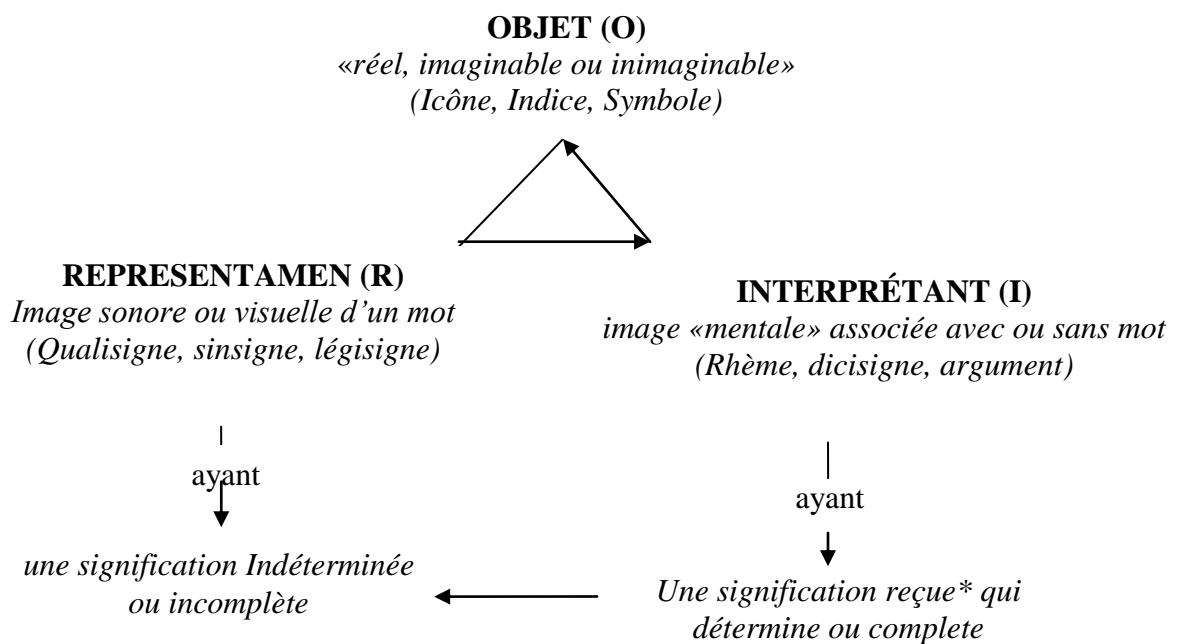 OBJET (O)
«réel, imaginable ou inimaginable»
(Icône, Indice, Symbole)
REPRESENTAMEN (R)
Image sonore ou visuelle d’un mot
(Qualisigne, sinsigne, légisigne)
INTERPRÉTANT (I)
image «mentale» associée avec ou sans mot
(Rhème, dicisigne, argument)
ayant
ayant
une signification Indéterminée
ou incomplète
Une signification reçue* qui
détermine ou complete